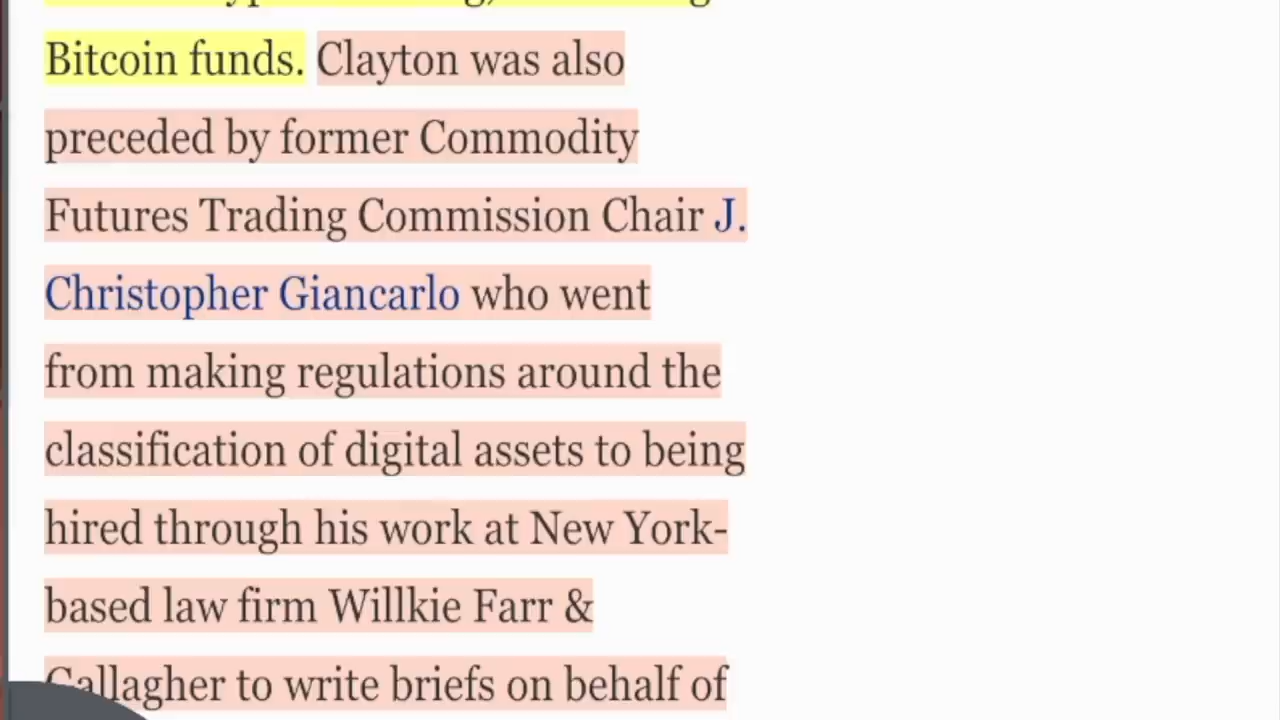 Bitcoin funds. Clayton was also
preceded by former Commodity
Futures Trading Commission Chair J.
Christopher Giancarlo who went
from making regulations around the
classification of digital assets to being
hired through his work at New York-
based law firm Willkie Farr &
Gallagher to write briefs on behalf of